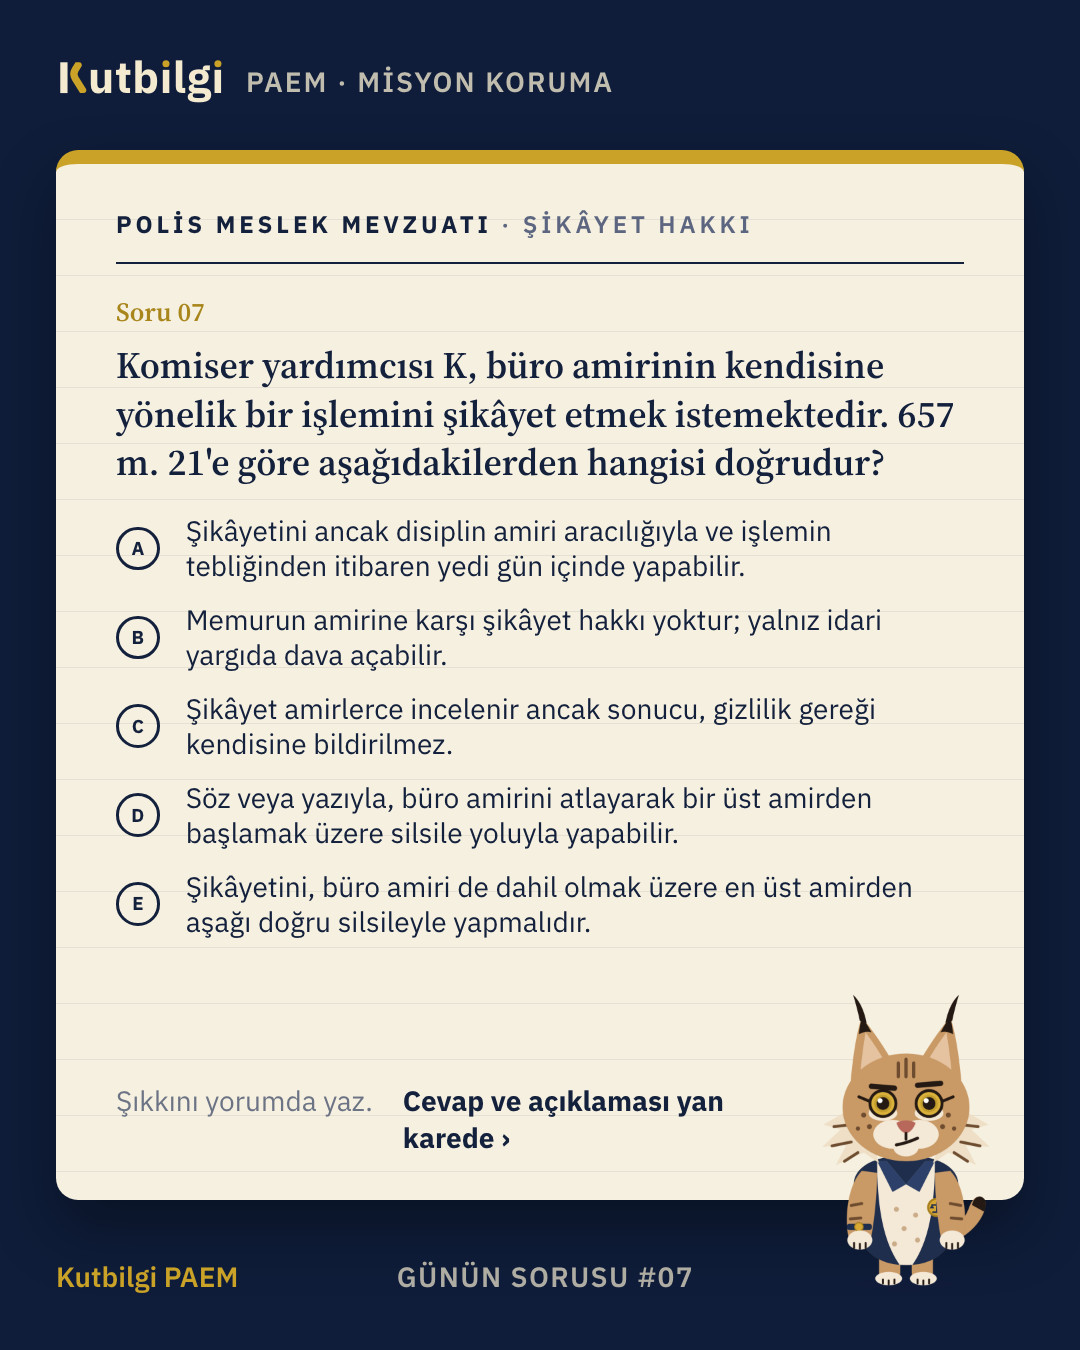 Kutbilgi PAEM · MİSYON KORUMA
POLİS MESLEK MEVZUATI · ŞİKÂYET HAKKI
Soru 07
Komiser yardımcısı K, büro amirinin kendisine
yönelik bir işlemini şikâyet etmek istemektedir. 657
m. 21'e göre aşağıdakilerden hangisi doğrudur?
A Şikâyetini ancak disiplin amiri aracılığıyla ve işlemin
tebliğinden itibaren yedi gün içinde yapabilir.
B Memurun amirine karşı şikâyet hakkı yoktur; yalnız idari
yargıda dava açabilir.
C Şikâyet amirlerce incelenir ancak sonucu, gizlilik gereği
kendisine bildirilmez.
D Söz veya yazıyla, büro amirini atlayarak bir üst amirden
başlamak üzere silsile yoluyla yapabilir.
E Şikâyetini, büro amiri de dahil olmak üzere en üst amirden
aşağı doğru silsileyle yapmalıdır.
Şıkkını yorumda yaz. Cevap ve açıklaması yan
karede ›
Kutbilgi PAEM GÜNÜN SORUSU #07